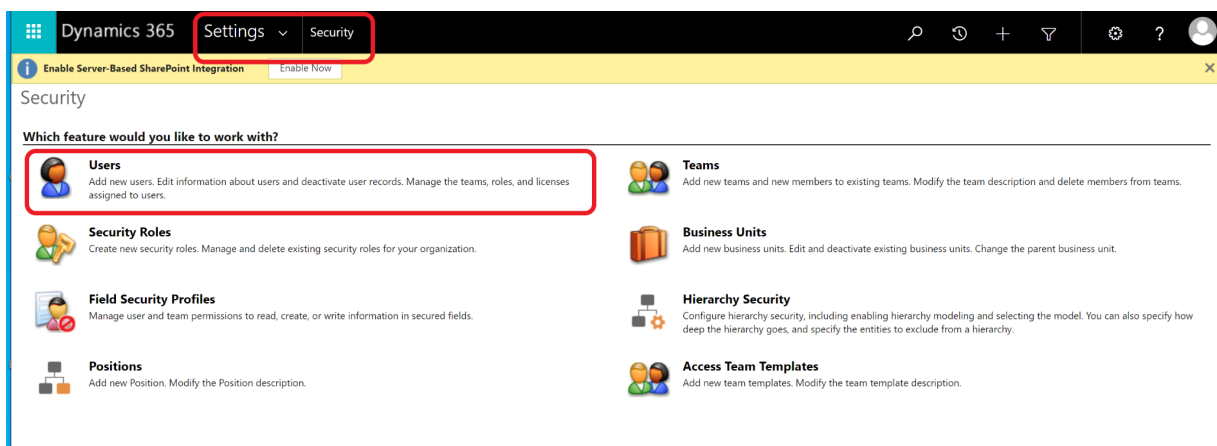 Dynamics 365 Settings Security ?
i Enable Server-Based SharePoint Integration Enable Now
Security
Which feature would you like to work with?
Users
Add new users. Edit information about users and deactivate user records. Manage the teams, roles, and licenses
assigned to users.
Teams
Add new teams and new members to existing teams. Modify the team description and delete members from teams.
Security Roles
Create new security roles. Manage and delete existing security roles for your organization.
Business Units
Add new business units. Edit and deactivate existing business units. Change the parent business unit.
Field Security Profiles
Manage user and team permissions to read, create, or write information in secured fields.
Hierarchy Security
Configure hierarchy security, including enabling hierarchy modeling and selecting the model. You can also specify how
deep the hierarchy goes, and specify the entities to exclude from a hierarchy.
Positions
Add new Position. Modify the Position description.
Access Team Templates
Add new team templates. Modify the team template description.